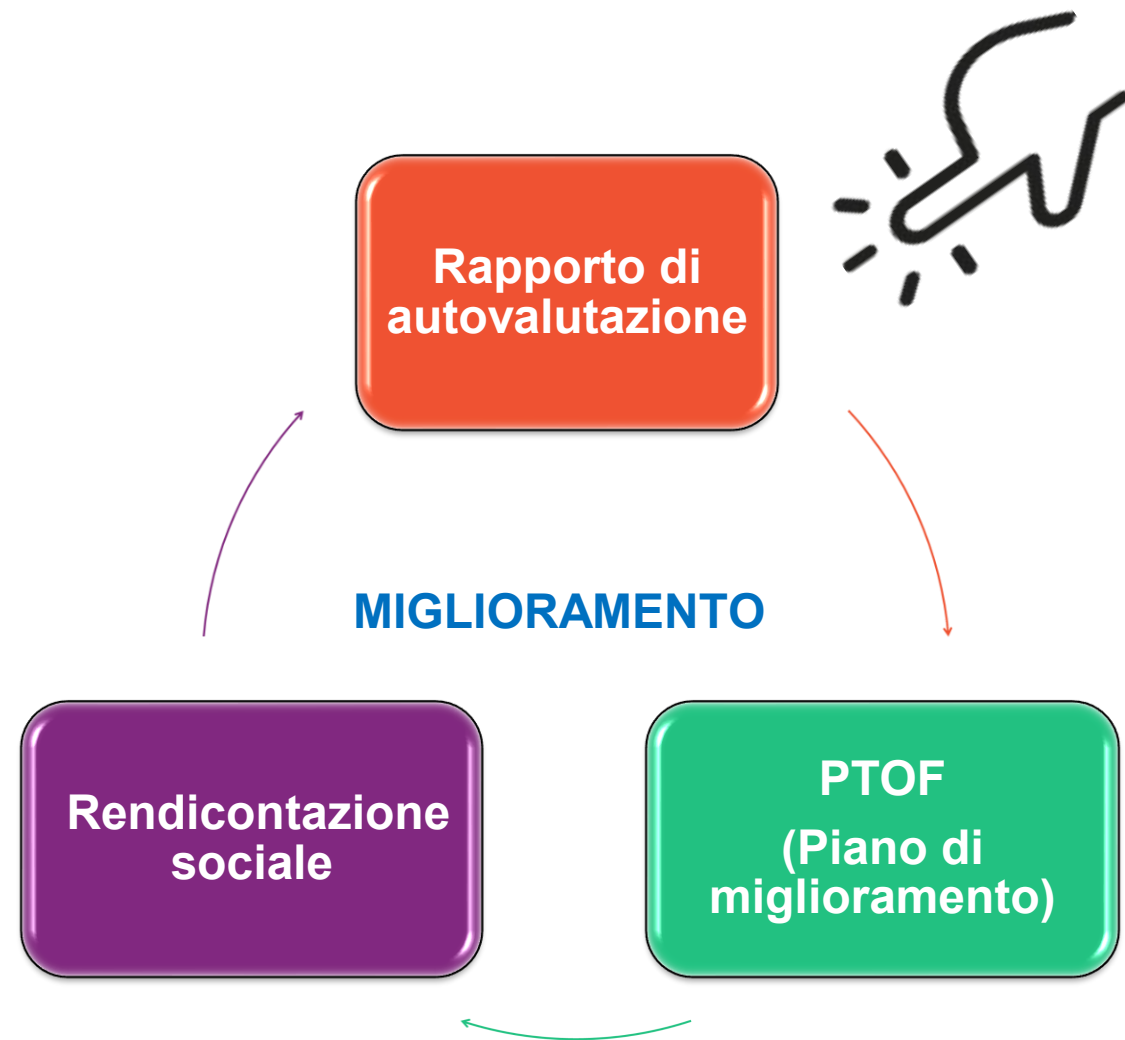 Rapporto di
autovalutazione
MIGLIORAMENTO
Rendicontazione
sociale
PTOF
(Piano di
miglioramento)